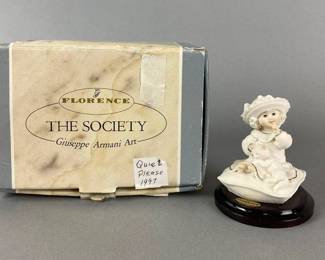 FLORENCE
THE SOCIETY
Giuseppe Armani Art
Quiet
Please
1997